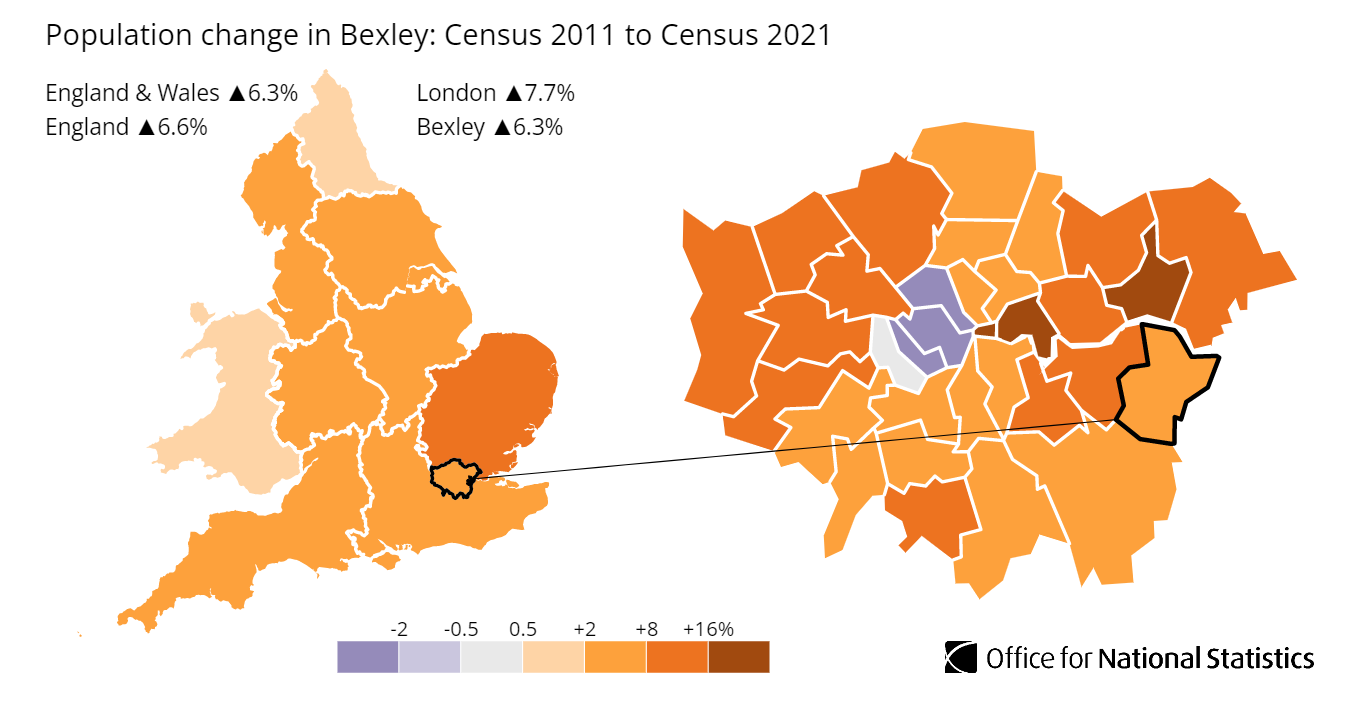 Population change in Bexley: Census 2011 to Census 2021
England & Wales ▲6.3%
London ▲7.7%
England ▲6.6%
Bexley ▲6.3%
-2 -0.5 0.5 +2 +8 +16%
Office for National Statistics